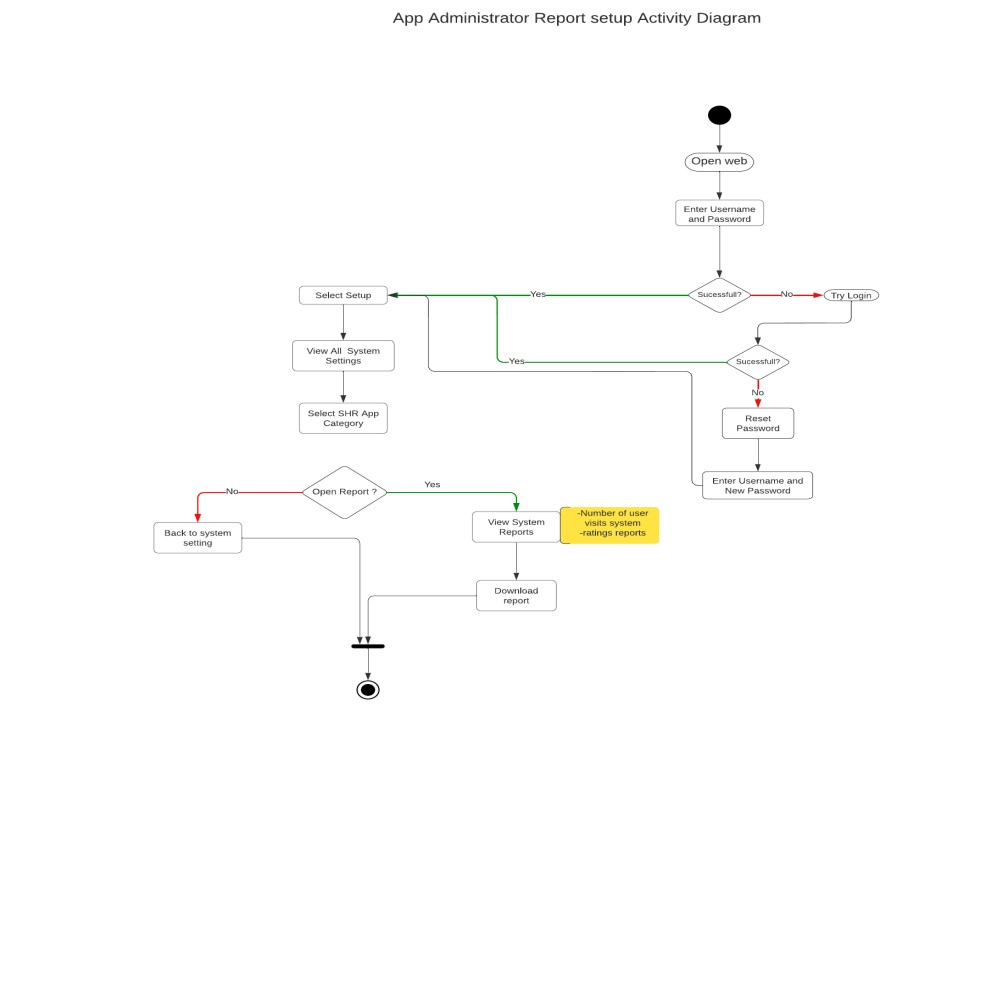 App Administrator Report setup Activity Diagram
Open web
Enter Username
and Password
Sucessfull?
No
Try Login
Yes
Select Setup
View All  System
Settings
Select SHR App
Category
Yes
Sucessfull?
No
Reset
Password
Enter Username and
New Password
Open Report ?
No
Yes
Back to system
setting
View System
Reports
-Number of user
visits system
-ratings reports
Download
report